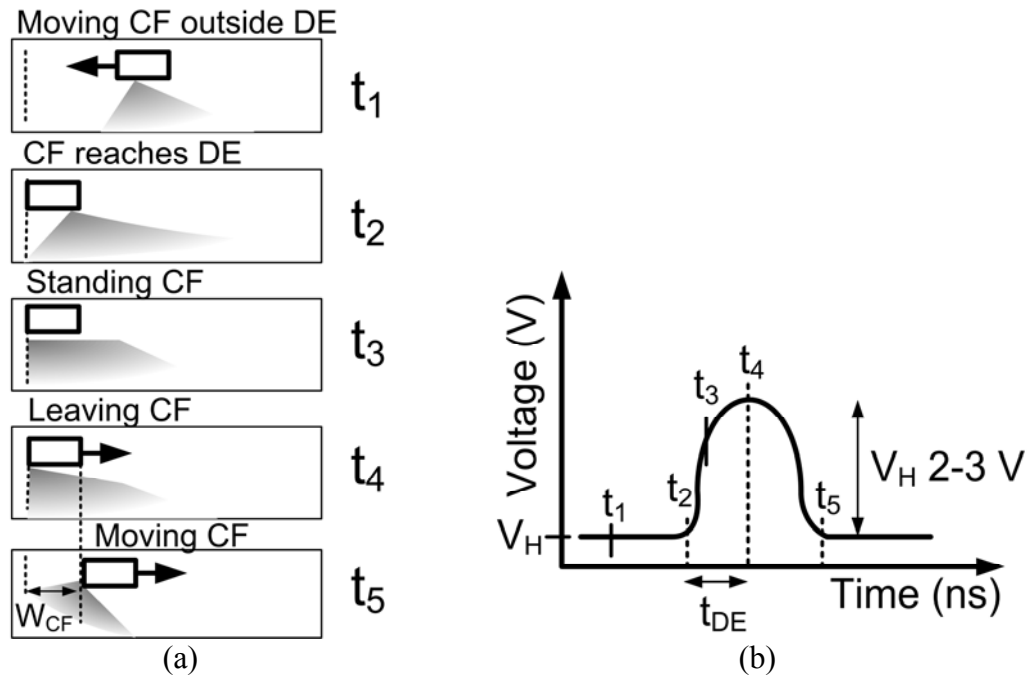 Moving CF outside DE
t1
CF reaches DE
t2
Standing CF
t3
Leaving CF
t4
Moving CF
WCF
t5
(a)
Voltage (V)
VH
t1
t2
t3
t4
t5
VH 2-3 V
tDE
Time (ns)
(b)